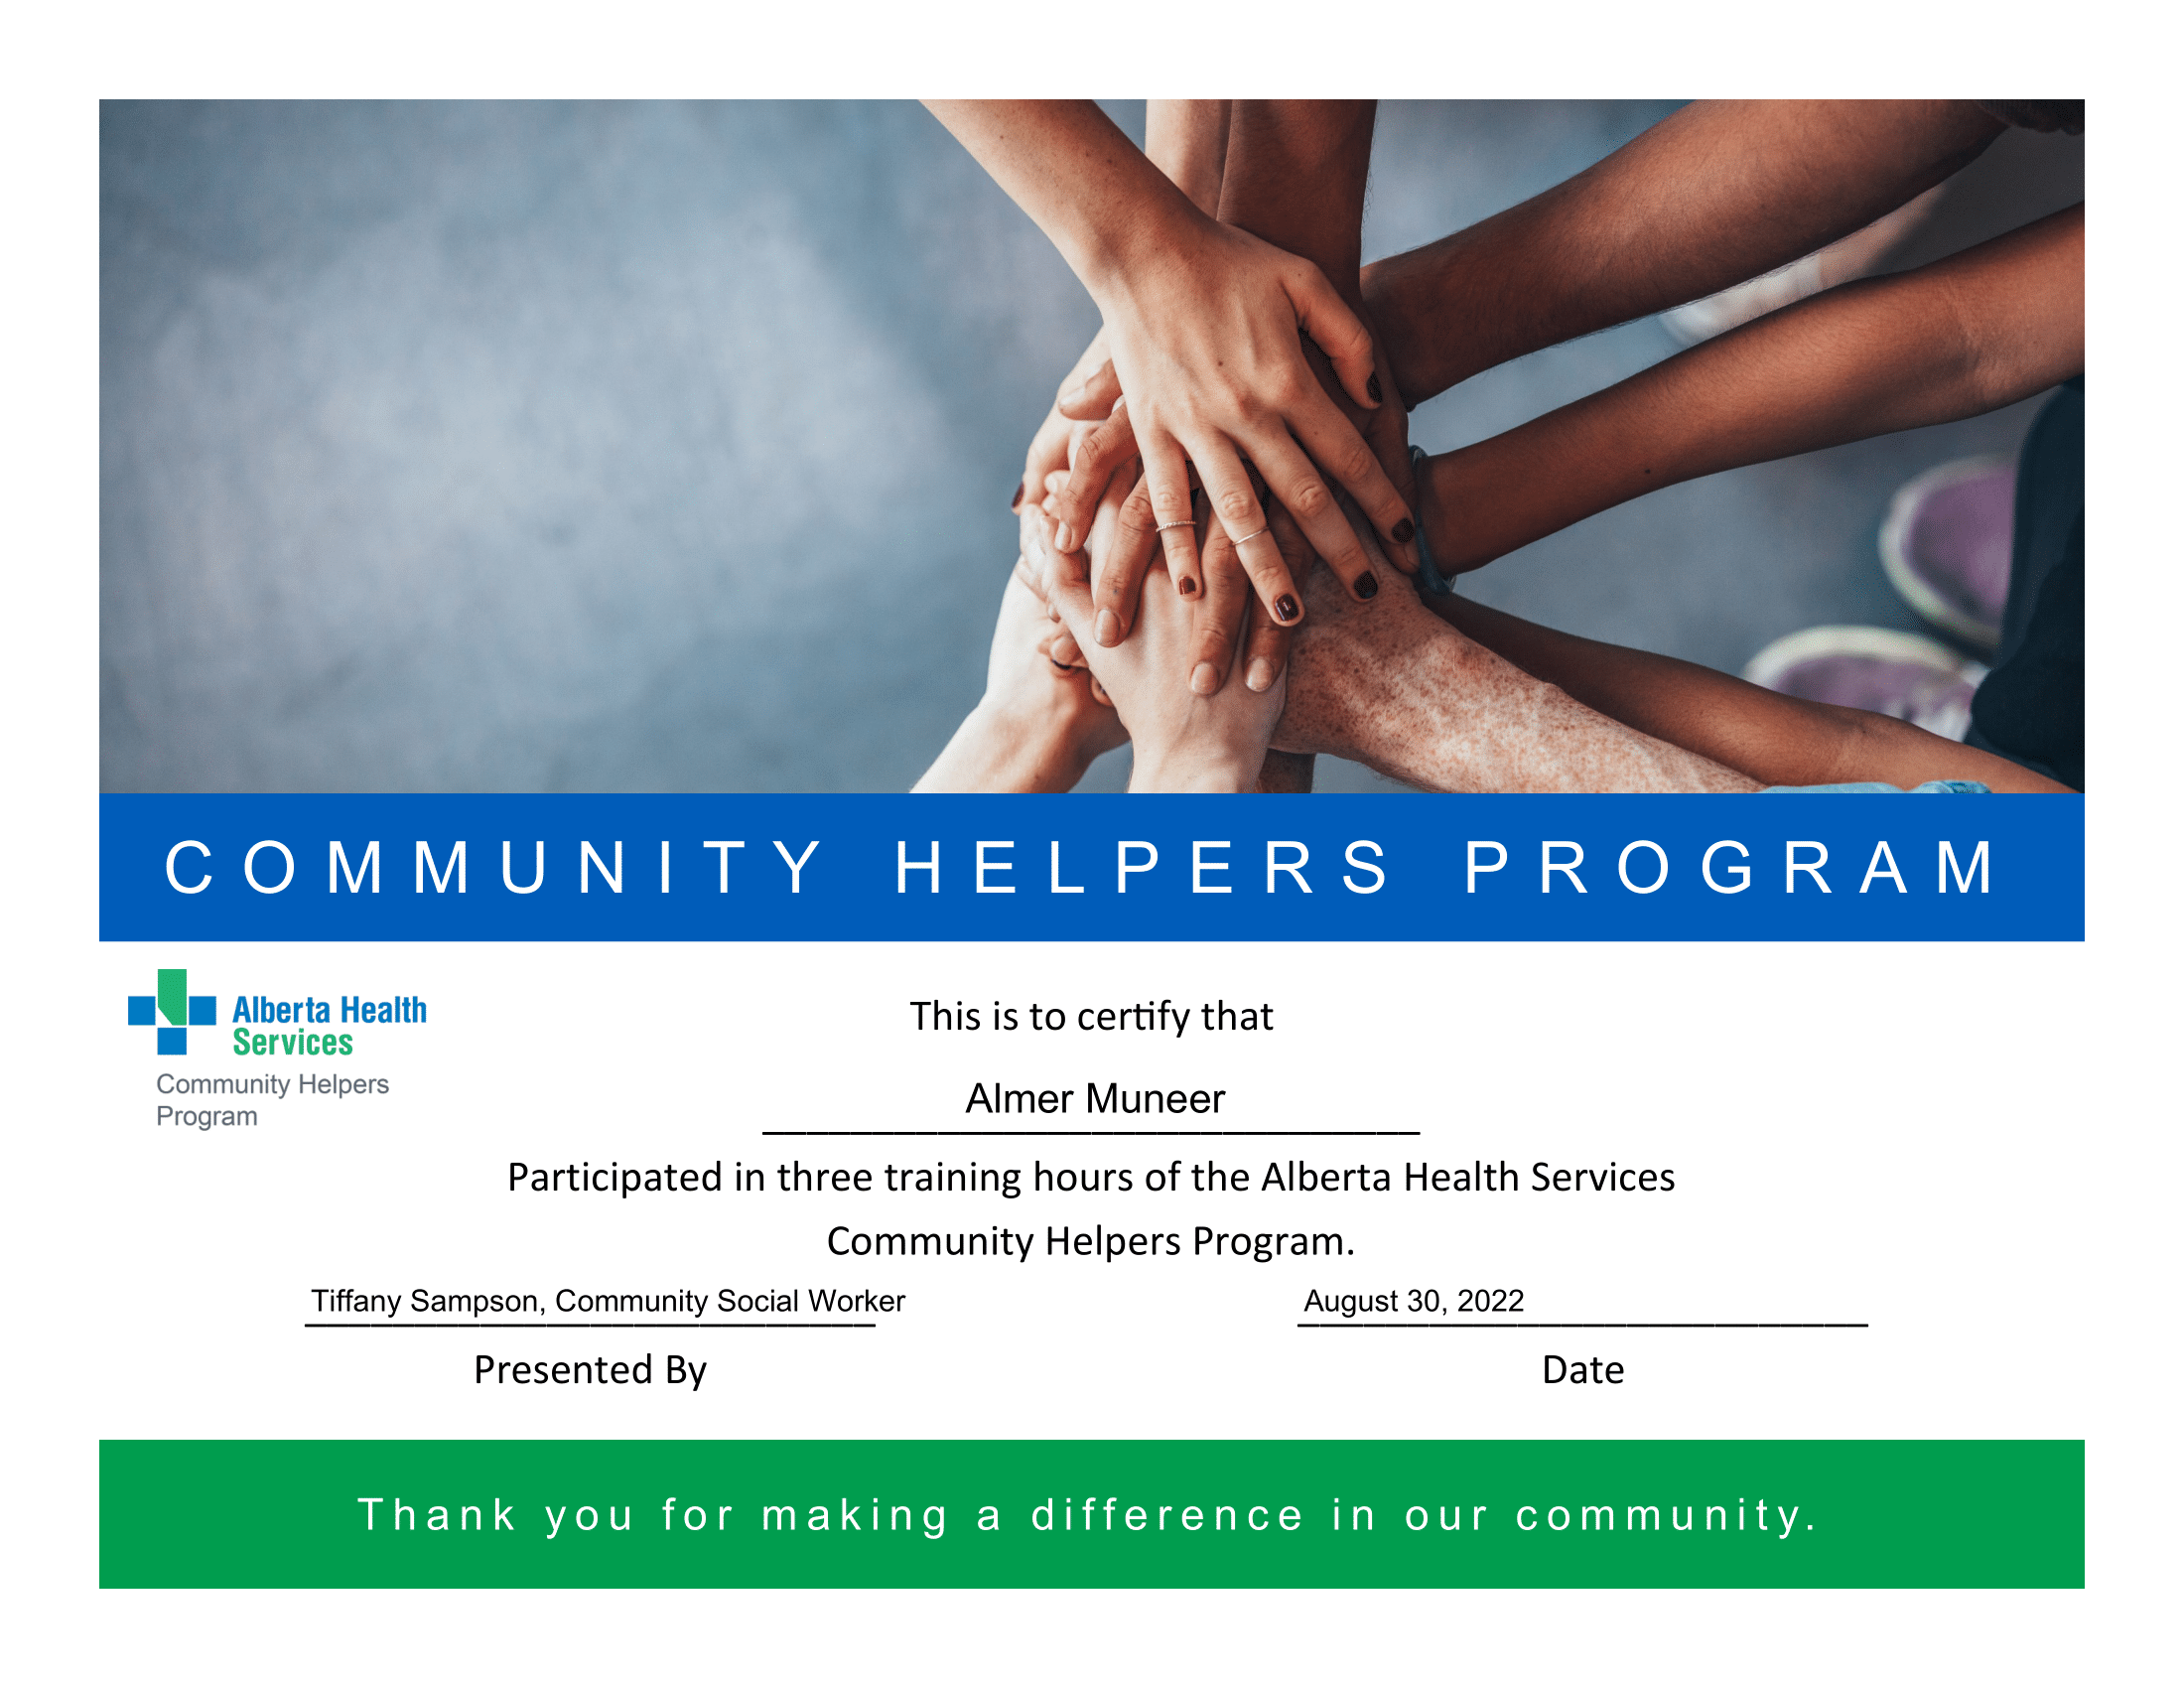 COMMUNITY HELPERS PROGRAM
Alberta Health
Services
Community Helpers
Program
This is to certify that
Almer Muneer
Participated in three training hours of the Alberta Health Services
Community Helpers Program.
Tiffany Sampson, Community Social Worker
August 30, 2022
Presented By
Date
Thank you for making a difference in our community.